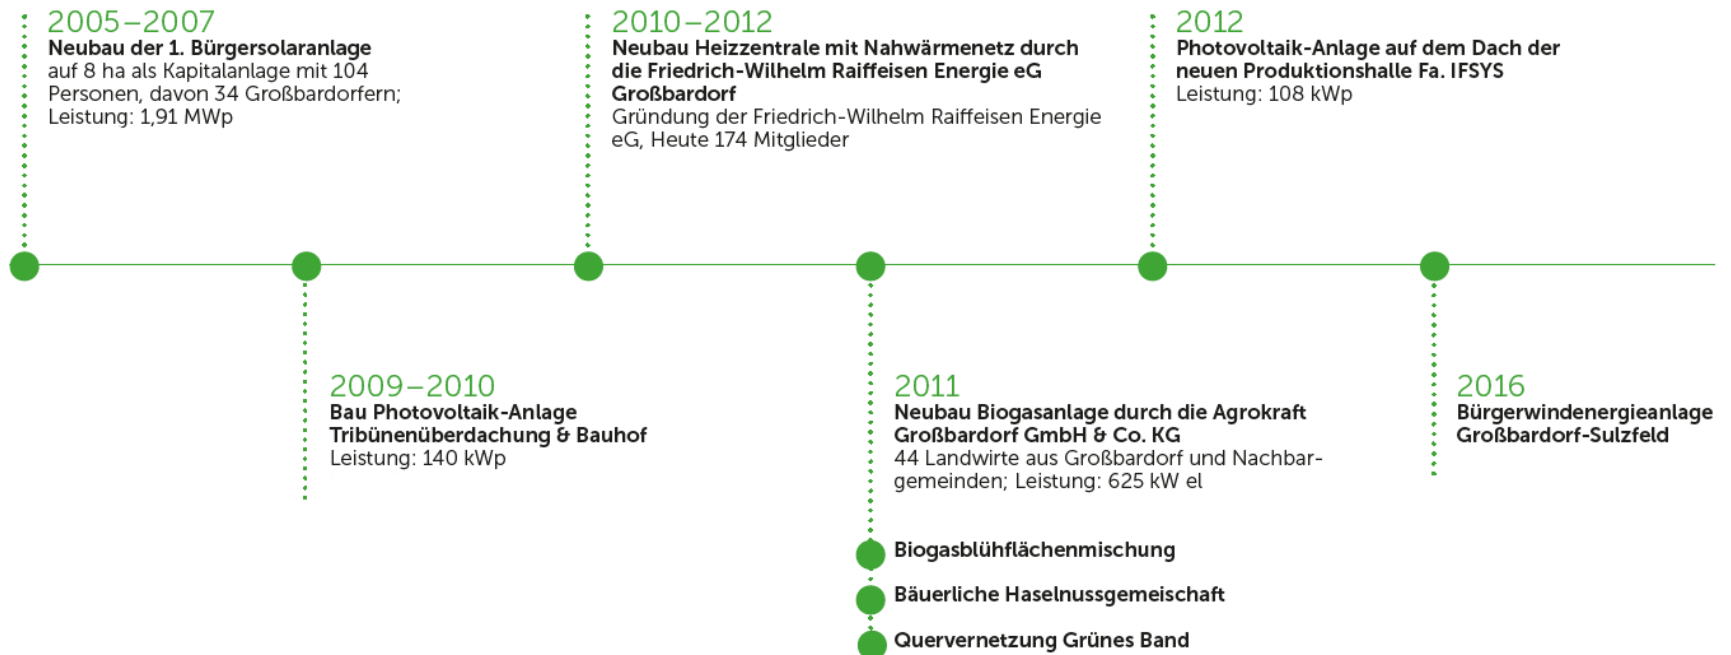 2005–2007
Neubau der 1. Bürgersolaranlage
auf 8 ha als Kapitalanlage mit 104
Personen, davon 34 Großbardorfern;
Leistung: 1,91 MWp
2009–2010
Bau Photovoltaik-Anlage
Tribünenüberdachung & Bauhof
Leistung: 140 kWp
2010–2012
Neubau Heizzentrale mit Nahwärmenetz durch
die Friedrich-Wilhelm Raiffeisen Energie eG
Großbardorf
Gründung der Friedrich-Wilhelm Raiffeisen Energie
eG, Heute 174 Mitglieder
2011
Neubau Biogasanlage durch die Agrokraft
Großbardorf GmbH & Co. KG
44 Landwirte aus Großbardorf und Nachbar-
gemeinden; Leistung: 625 kW el
Biogasblühflächenmischung
Bäuerliche Haselnussgemeischaft
Quervernetzung Grünes Band
2012
Photovoltaik-Anlage auf dem Dach der
neuen Produktionshalle Fa. IFSYS
Leistung: 108 kWp
2016
Bürgerwindenergieanlage
Großbardorf-Sulzfeld